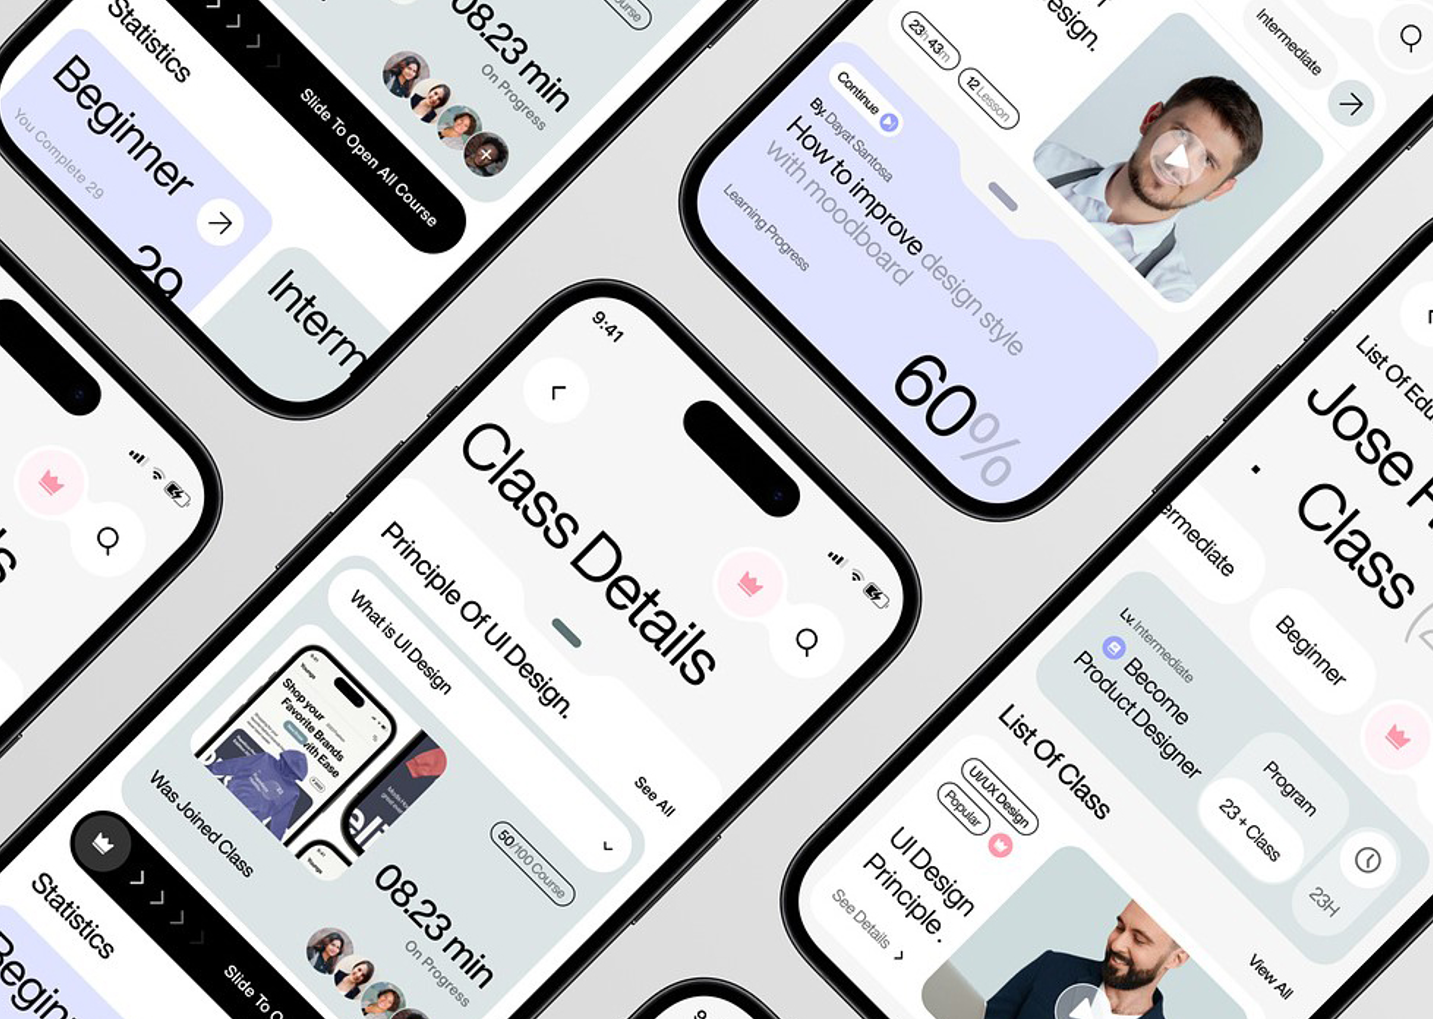 Statistics
Beginner
You Complete 29
29
Slide To Open All Course
08.23 min
On Progress
Course
Interm
design.
23h 43m
12 Lesson
Intermediate
Continue
By. Dayat Santosa
How to improve design style
with moodboard
Learning Progress
60%
9:41
Class Details
Principle Of UI Design.
See All
What is UI Design
Shop your
Favorite Brands
with Ease
Was Joined Class
50/100 Course
08.23 min
On Progress
Slide To O
Statistics
Begin
List Of Edu
Jose
Class (2
ermediate
Beginner
Lv. Intermediate
Become
Product Designer
Program
23 + Class
23H
List Of Class
View All
UI/UX Design
Popular
UI Design
Principle.
See Details